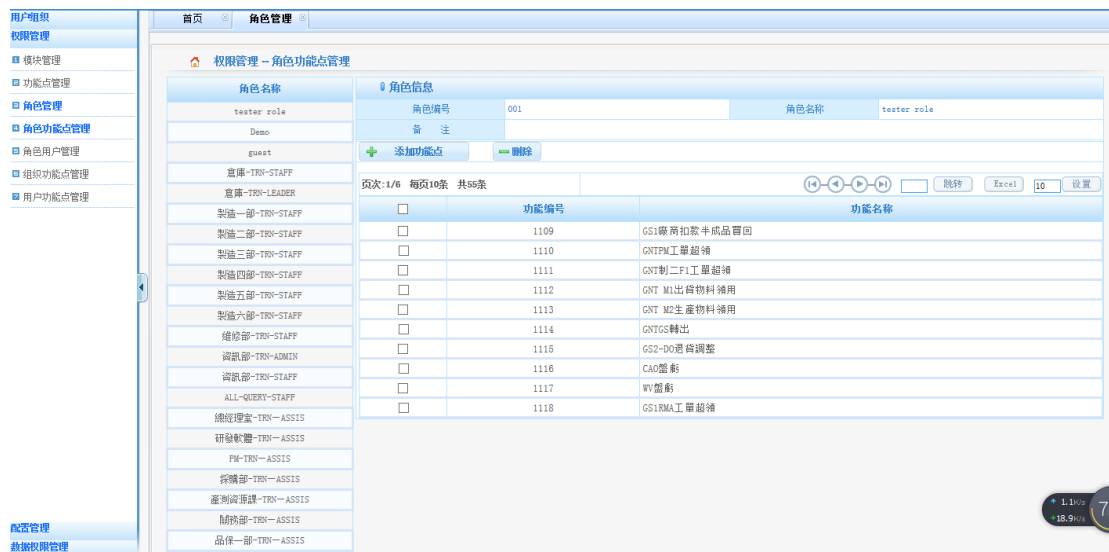 用户组织
权限管理
模块管理
功能点管理
角色管理
角色功能点管理
角色用户管理
组织功能点管理
用户功能点管理
配置管理
数据权限管理
首页 角色管理
权限管理 -- 角色功能点管理
角色名称
tester role
Demo
guest
倉庫-TRN-STAFF
倉庫-TRN-LEADER
製造一部-TRN-STAFF
製造二部-TRN-STAFF
製造三部-TRN-STAFF
製造四部-TRN-STAFF
製造五部-TRN-STAFF
製造六部-TRN-STAFF
維修部-TRN-STAFF
資訊部-TRN-ADMIN
資訊部-TRN-STAFF
ALL-QUERY-STAFF
總經理室-TRN-ASSIS
研發軟體-TRN-ASSIS
PM-TRN-ASSIS
採購部-TRN-ASSIS
產測資源課-TRN-ASSIS
關務部-TRN-ASSIS
品保一部-TRN-ASSIS
角色信息
角色编号 001 角色名称 tester role
备 注
添加功能点 删除
页次:1/6 每页10条 共55条 跳转 Excel 10 设置
功能编号 功能名称
1109 GS1廠商扣款半成品買回
1110 GNTPM工單超領
1111 GNT制二F1工單超領
1112 GNT M1出貨物料領用
1113 GNT M2生產物料領用
1114 GNTGS轉出
1115 GS2-DO退貨調整
1116 CAO盤虧
1117 WV盤虧
1118 GS1RMA工單超領
1.1K/s
18.9K/s
7